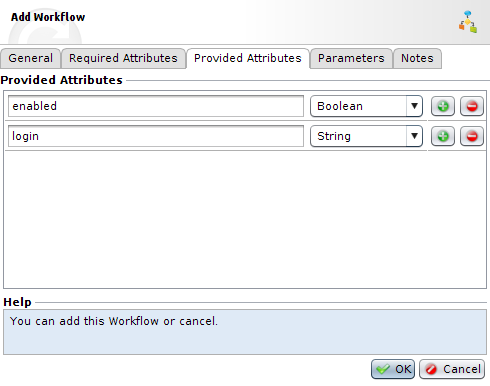 Add Workflow
General Required Attributes Provided Attributes Parameters Notes
Provided Attributes
enabled Boolean
login String
Help
You can add this Workflow or cancel.
OK Cancel